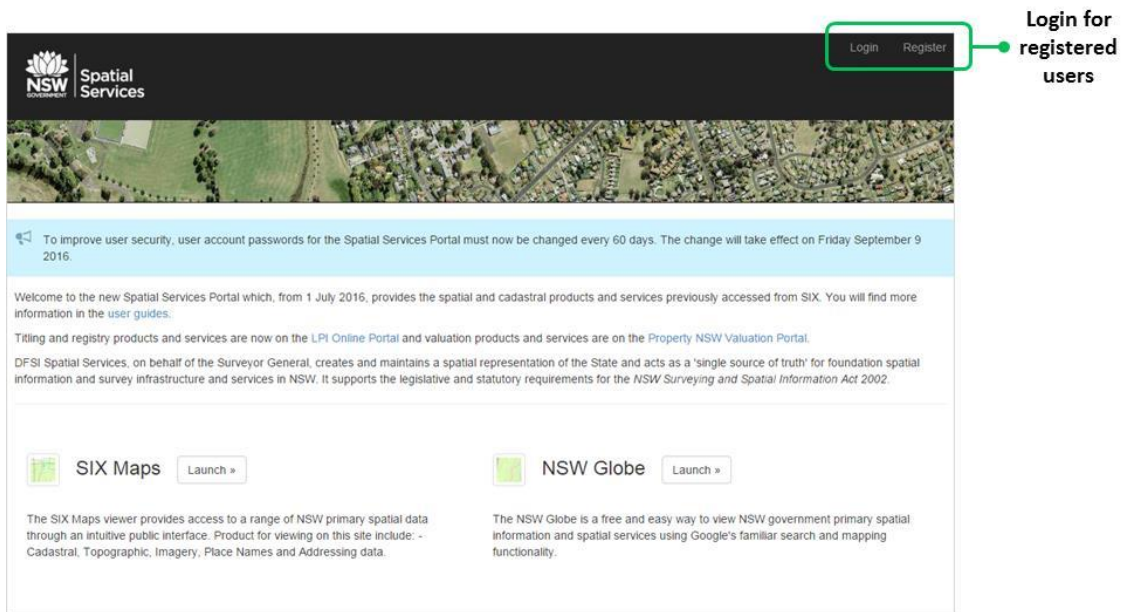 Login for
registered
users
Login Register
NSW
GOVERNMENT
Spatial
Services
To improve user security, user account passwords for the Spatial Services Portal must now be changed every 60 days. The change will take effect on Friday September 9
2016.
Welcome to the new Spatial Services Portal which, from 1 July 2016, provides the spatial and cadastral products and services previously accessed from SIX. You will find more
information in the user guides.
Titling and registry products and services are now on the LPI Online Portal and valuation products and services are on the Property NSW Valuation Portal.
DFSI Spatial Services, on behalf of the Surveyor General, creates and maintains a spatial representation of the State and acts as a 'single source of truth' for foundation spatial
information and survey infrastructure and services in NSW. It supports the legislative and statutory requirements for the NSW Surveying and Spatial Information Act 2002.
SIX Maps Launch »
The SIX Maps viewer provides access to a range of NSW primary spatial data
through an intuitive public interface. Product for viewing on this site include: -
Cadastral, Topographic, Imagery, Place Names and Addressing data.
NSW Globe Launch »
The NSW Globe is a free and easy way to view NSW government primary spatial
information and spatial services using Google's familiar search and mapping
functionality.